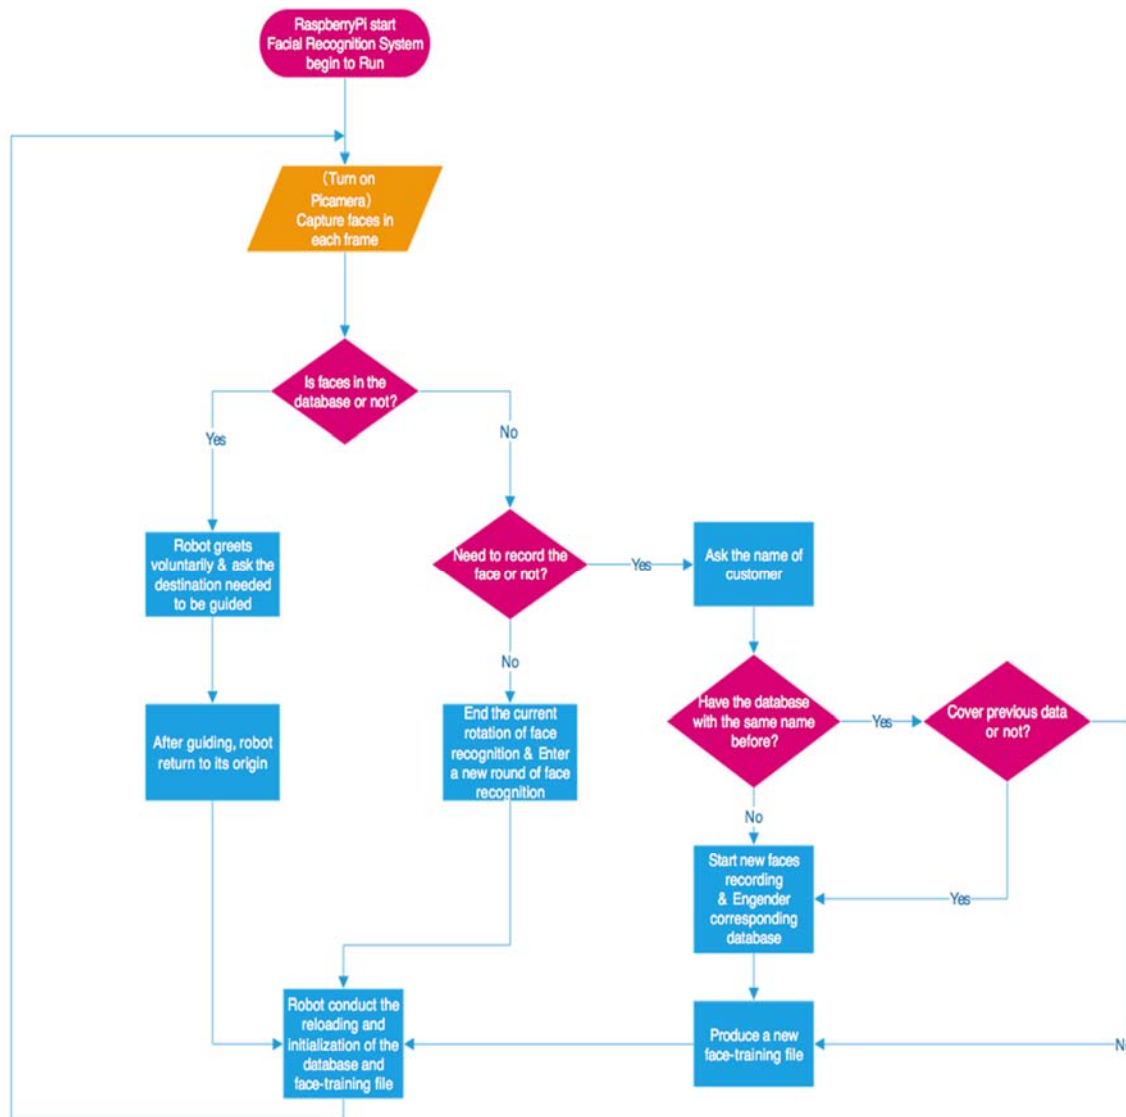 RaspberryPi start
Facial Recognition System
begin to Run
（Turn on
Picamera）
Capture faces in
each frame
Is faces in the
database or not?
Yes
No
Robot greets
voluntarily & ask the
destination needed
to be guided
Need to record the
face or not?
Yes
Ask the name of
customer
No
After guiding, robot
return to its origin
End the current
rotation of face
recognition & Enter
a new round of face
recognition
Have the database
with the same name
before?
Yes
Cover previous data
or not?
No
Start new faces
recording
& Engender
corresponding
database
Yes
Robot conduct the
reloading and
initialization of the
database and
face-training file
Produce a new
face-training file